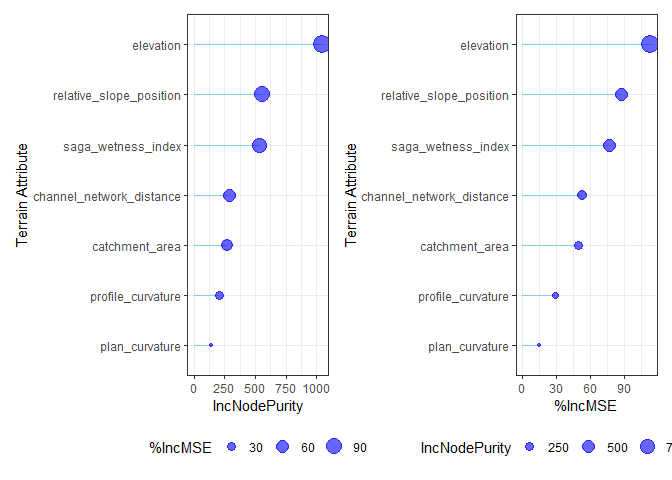 elevation
relative_slope_position
saga_wetness_index
channel_network_distance
catchment_area
profile_curvature
plan_curvature
Terrain Attribute
0 250 500 750 1000
IncNodePurity
%IncMSE 30 60 90
elevation
relative_slope_position
saga_wetness_index
channel_network_distance
catchment_area
profile_curvature
plan_curvature
Terrain Attribute
0 30 60 90
%IncMSE
IncNodePurity 250 500 7